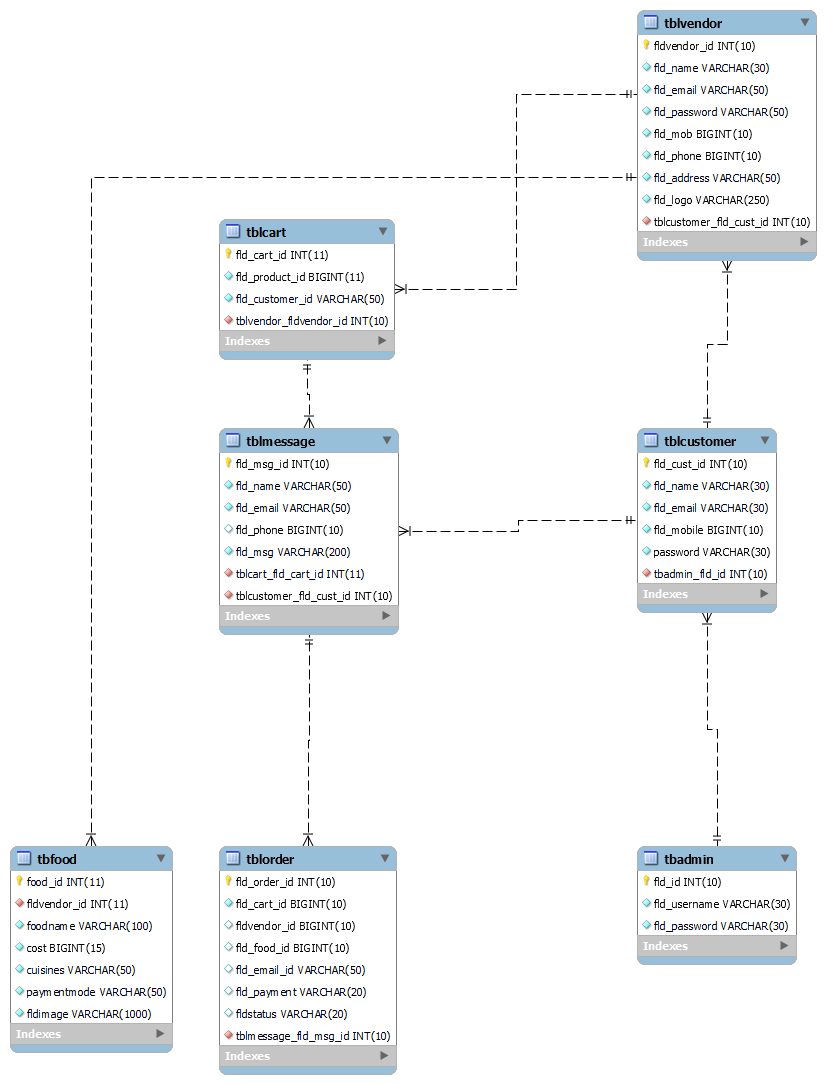 tblvendor
fldvendor_id INT(10)
fld_name VARCHAR(30)
fld_email VARCHAR(50)
fld_password VARCHAR(50)
fld_mob BIGINT(10)
fld_phone BIGINT(10)
fld_address VARCHAR(50)
fld_logo VARCHAR(250)
tblcustomer_fld_cust_id INT(10)
Indexes
tblcart
fld_cart_id INT(11)
fld_product_id BIGINT(11)
fld_customer_id VARCHAR(50)
tblvendor_fldvendor_id INT(10)
Indexes
tblmessage
fld_msg_id INT(10)
fld_name VARCHAR(50)
fld_email VARCHAR(50)
fld_phone BIGINT(10)
fld_msg VARCHAR(200)
tblcart_fld_cart_id INT(11)
tblcustomer_fld_cust_id INT(10)
Indexes
tblcustomer
fld_cust_id INT(10)
fld_name VARCHAR(30)
fld_email VARCHAR(30)
fld_mobile BIGINT(10)
password VARCHAR(30)
tbadmin_fld_id INT(10)
Indexes
tbfood
food_id INT(11)
fldvendor_id INT(11)
foodname VARCHAR(100)
cost BIGINT(15)
cuisines VARCHAR(50)
paymentmode VARCHAR(50)
fldimage VARCHAR(1000)
Indexes
tblorder
fld_order_id INT(10)
fld_cart_id BIGINT(10)
fldvendor_id BIGINT(10)
fld_food_id BIGINT(10)
fld_email_id VARCHAR(50)
fld_payment VARCHAR(20)
fldstatus VARCHAR(20)
tblmessage_fld_msg_id INT(10)
Indexes
tbadmin
fld_id INT(10)
fld_username VARCHAR(30)
fld_password VARCHAR(30)
Indexes